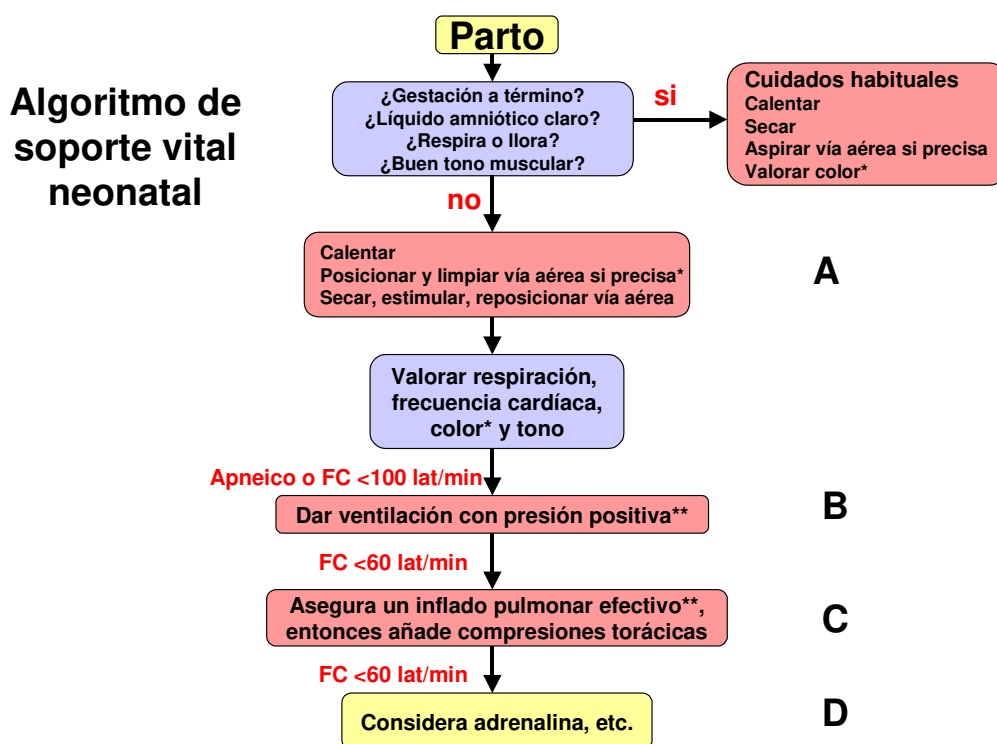 Parto
Algoritmo de
soporte vital
neonatal
¿Gestación a término?
¿Líquido amniótico claro?
¿Respira o llora?
¿Buen tono muscular?
si
Cuidados habituales
Calentar
Secar
Aspirar vía aérea si precisa
Valorar color*
no
Calentar
Posicionar y limpiar vía aérea si precisa*
Secar, estimular, reposicionar vía aérea
A
Valorar respiración,
frecuencia cardíaca,
color* y tono
Apneico o FC <100 lat/min
Dar ventilación con presión positiva**
B
FC <60 lat/min
Asegura un inflado pulmonar efectivo**,
entonces añade compresiones torácicas
C
FC <60 lat/min
Considera adrenalina, etc.
D